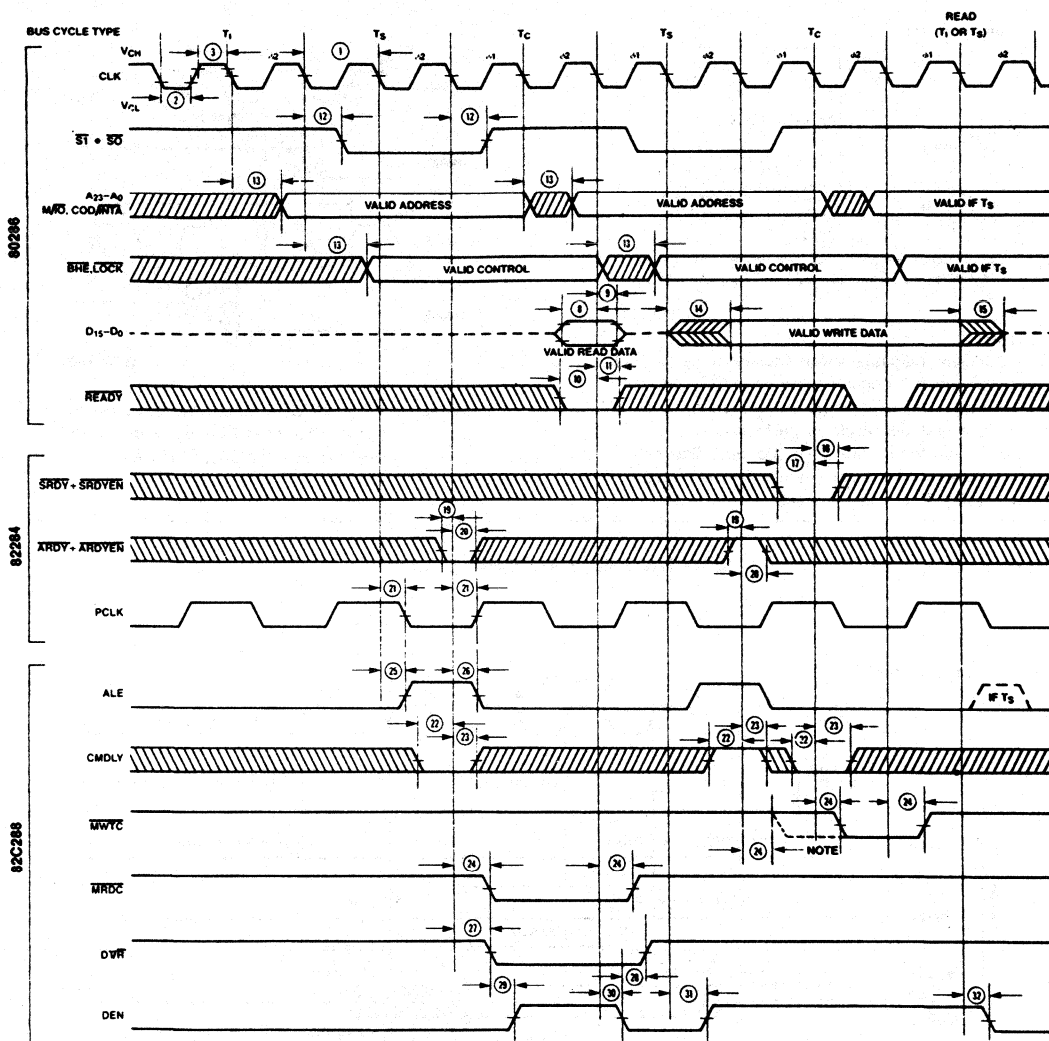 READ
BUS CYCLE TYPE TI TS TC TS TC (TI OR TS)
VCH 3 1 φ2 φ2 φ1 φ2 φ1 φ2 φ1 φ2 φ1 φ2
CLK
VCL 2
S1 • S0 12 12
13 13
A23–A0
M/IO, COD/INTA VALID ADDRESS VALID ADDRESS VALID IF TS
13 13
BHE, LOCK VALID CONTROL VALID CONTROL VALID IF TS
8 9 14 15
D15–D0 VALID WRITE DATA
VALID READ DATA
10 11
READY
80286
17 18
SRDY + SRDYEN
19 20 19
ARDY + ARDYEN
20
21 21
PCLK
82284
25 26
ALE IF TS
22 23 22 23 22 23
CMDLY
24 24
MWTC
24 NOTE
24 24
MRDC
27
DT/R
29 30 28 31 32
DEN
82C288